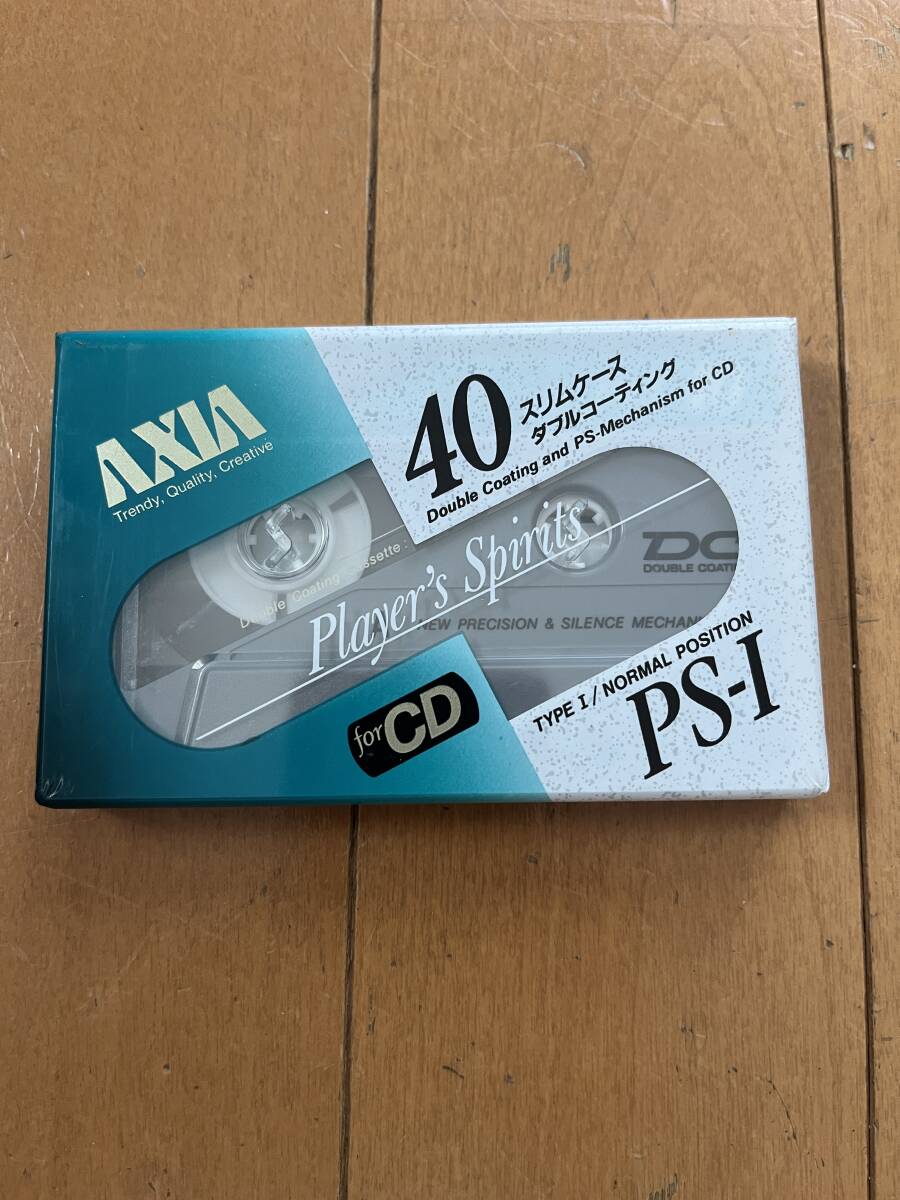 AXIA
Trendy, Quality, Creative
40
スリムケース
ダブルコーティング
Double Coating and PS-Mechanism for CD
DC
DOUBLE COATI
Double Coating Cassette
Player's Spirits
NEW PRECISION & SILENCE MECHAN
for CD
TYPE I / NORMAL POSITION
PS-I